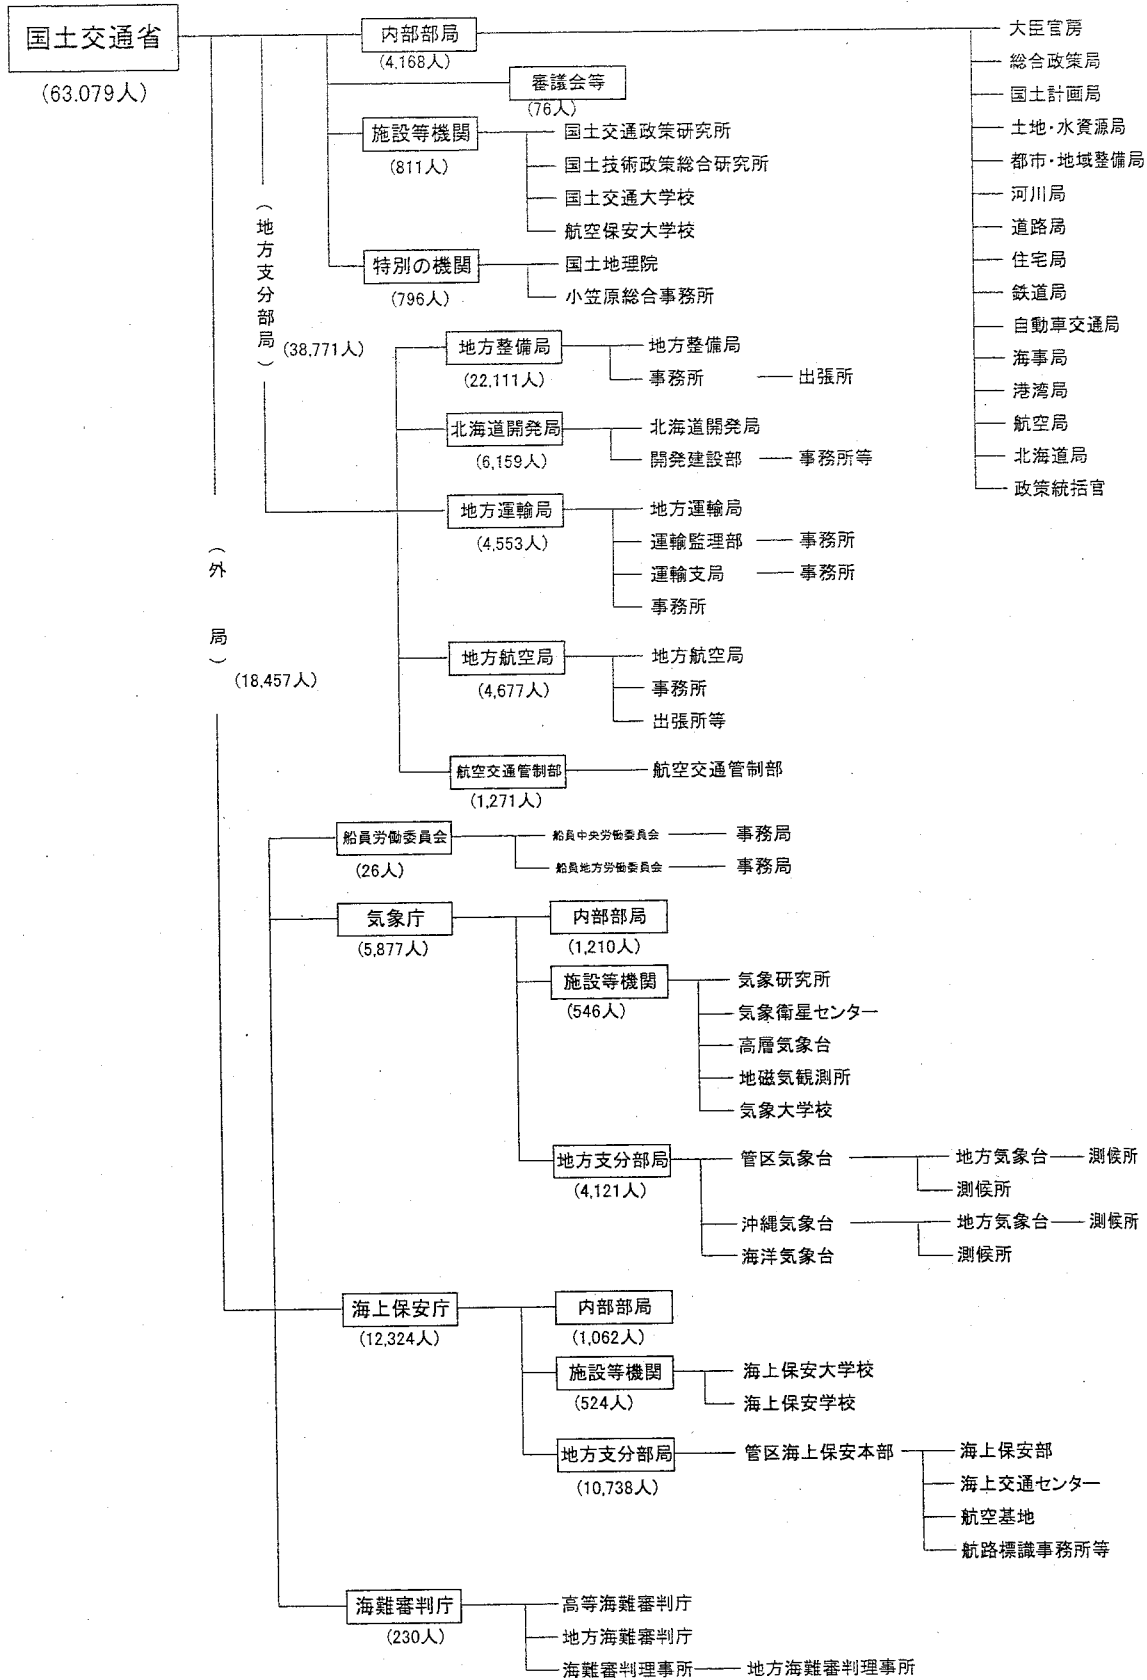 国土交通省
(63.079人)
内部部局
(4,168人)
大臣官房
総合政策局
国土計画局
土地・水資源局
都市・地域整備局
河川局
道路局
住宅局
鉄道局
自動車交通局
海事局
港湾局
航空局
北海道局
政策統括官
審議会等
(76人)
施設等機関
(811人)
国土交通政策研究所
国土技術政策総合研究所
国土交通大学校
航空保安大学校
特別の機関
(796人)
国土地理院
小笠原総合事務所
(地方支分部局)
(38,771人)
地方整備局
(22,111人)
地方整備局
事務所 出張所
北海道開発局
(6,159人)
北海道開発局
開発建設部 事務所等
地方運輸局
(4,553人)
地方運輸局
運輸監理部 事務所
運輸支局 事務所
事務所
地方航空局
(4,677人)
地方航空局
事務所
出張所等
航空交通管制部
(1,271人)
航空交通管制部
(外局)
(18,457人)
船員労働委員会
(26人)
船員中央労働委員会 事務局
船員地方労働委員会 事務局
気象庁
(5,877人)
内部部局
(1,210人)
施設等機関
(546人)
気象研究所
気象衛星センター
高層気象台
地磁気観測所
気象大学校
地方支分部局
(4,121人)
管区気象台 地方気象台 測候所
測候所
沖縄気象台 地方気象台 測候所
海洋気象台 測候所
海上保安庁
(12,324人)
内部部局
(1,062人)
施設等機関
(524人)
海上保安大学校
海上保安学校
地方支分部局
(10,738人)
管区海上保安本部 海上保安部
海上交通センター
航空基地
航路標識事務所等
海難審判庁
(230人)
高等海難審判庁
地方海難審判庁
海難審判理事所 地方海難審判理事所